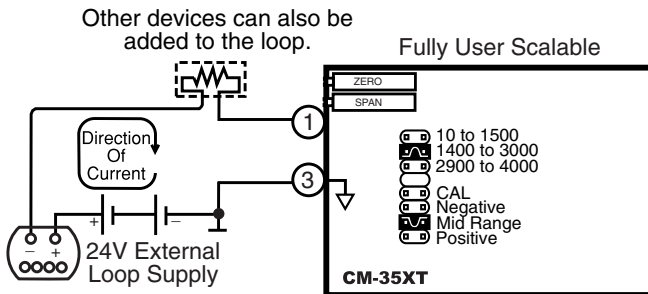 Other devices can also be
added to the loop.
Fully User Scalable
ZERO
SPAN
1
Direction
Of
Current
10 to 1500
1400 to 3000
2900 to 4000
3
CAL
Negative
Mid Range
Positive
+ −
− +
24V External
Loop Supply
CM-35XT